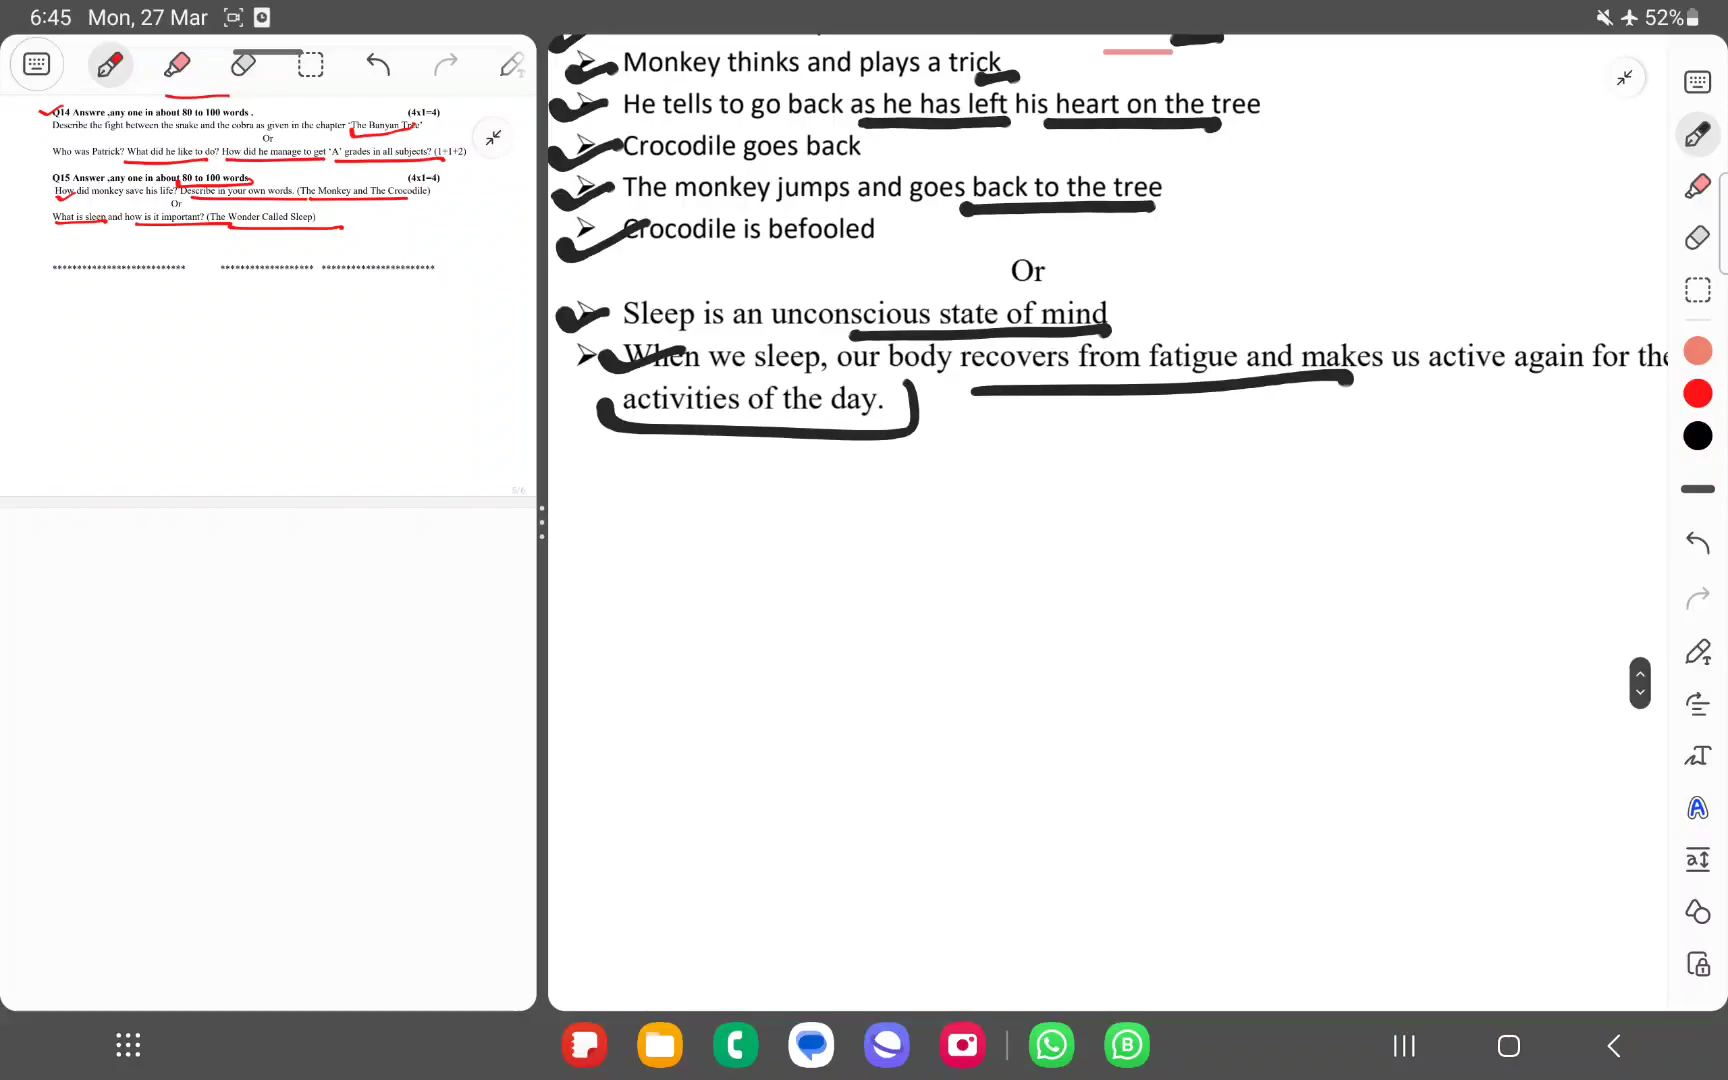 6:45 Mon, 27 Mar
52%
Q14 Answre ,any one in about 80 to 100 words . (4x1=4)
Describe the fight between the snake and the cobra as given in the chapter ‘The Banyan Tree’
Or
Who was Patrick? What did he like to do? How did he manage to get ‘A’ grades in all subjects? (1+1+2)
Q15 Answer ,any one in about 80 to 100 words. (4x1=4)
How did monkey save his life? Describe in your own words. (The Monkey and The Crocodile)
Or
What is sleep and how is it important? (The Wonder Called Sleep)
*************************** ******************* ***********************
5/6
Monkey thinks and plays a trick
He tells to go back as he has left his heart on the tree
Crocodile goes back
The monkey jumps and goes back to the tree
Crocodile is befooled
Or
Sleep is an unconscious state of mind
When we sleep, our body recovers from fatigue and makes us active again for the
activities of the day.